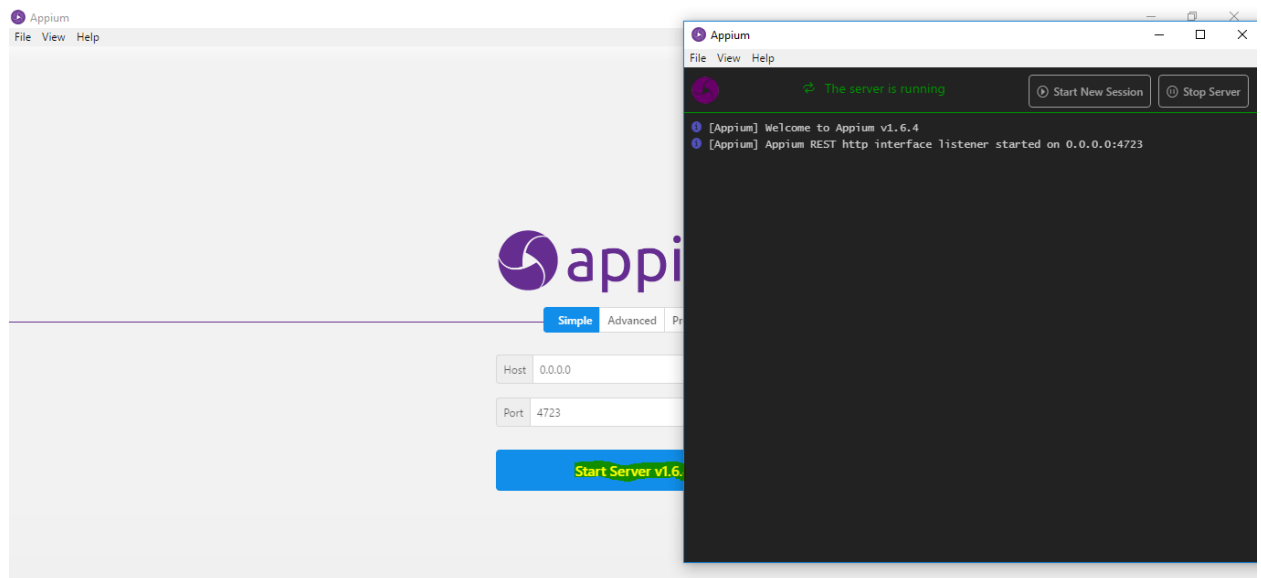 Appium
File View Help
appi
Simple Advanced Pr
Host 0.0.0.0
Port 4723
Start Server v1.6.
Appium
File View Help
The server is running
Start New Session
Stop Server
[Appium] Welcome to Appium v1.6.4
[Appium] Appium REST http interface listener started on 0.0.0.0:4723